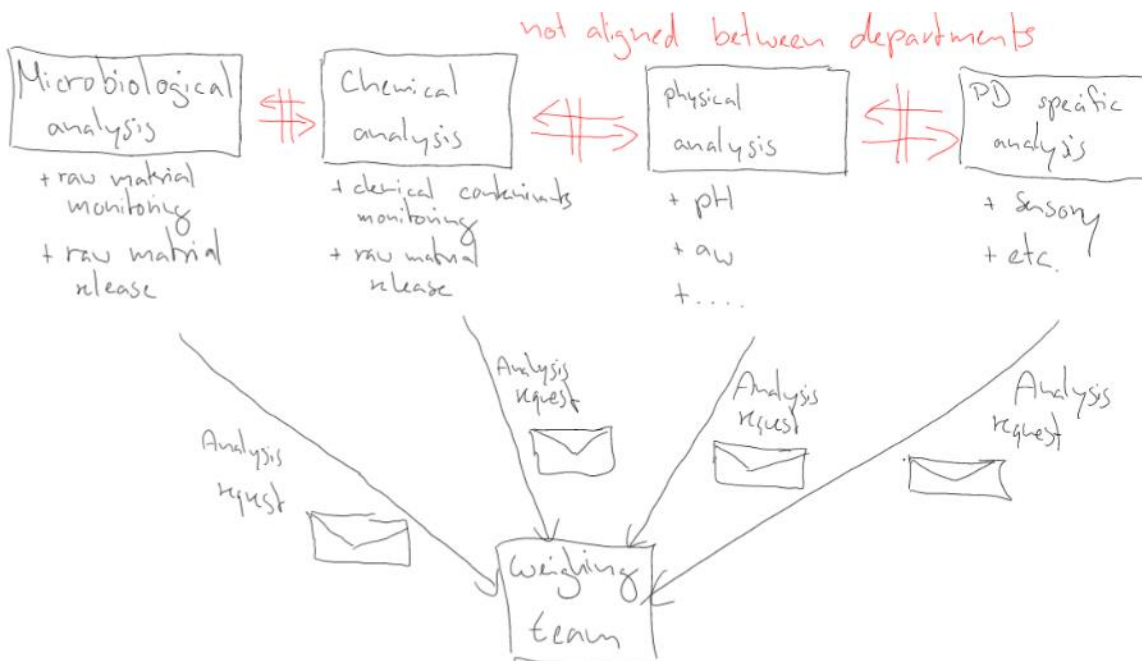 not aligned between departments
Microbiological
analysis
+ raw material
monitoring
+ raw material
release
Chemical
analysis
+ chemical contaminants
monitoring
+ raw material
release
physical
analysis
+ pH
+ aw
+ ....
PD specific
analysis
+ sensory
+ etc.
Analysis
request
Analysis
request
Analysis
request
Analysis
request
weighing
team